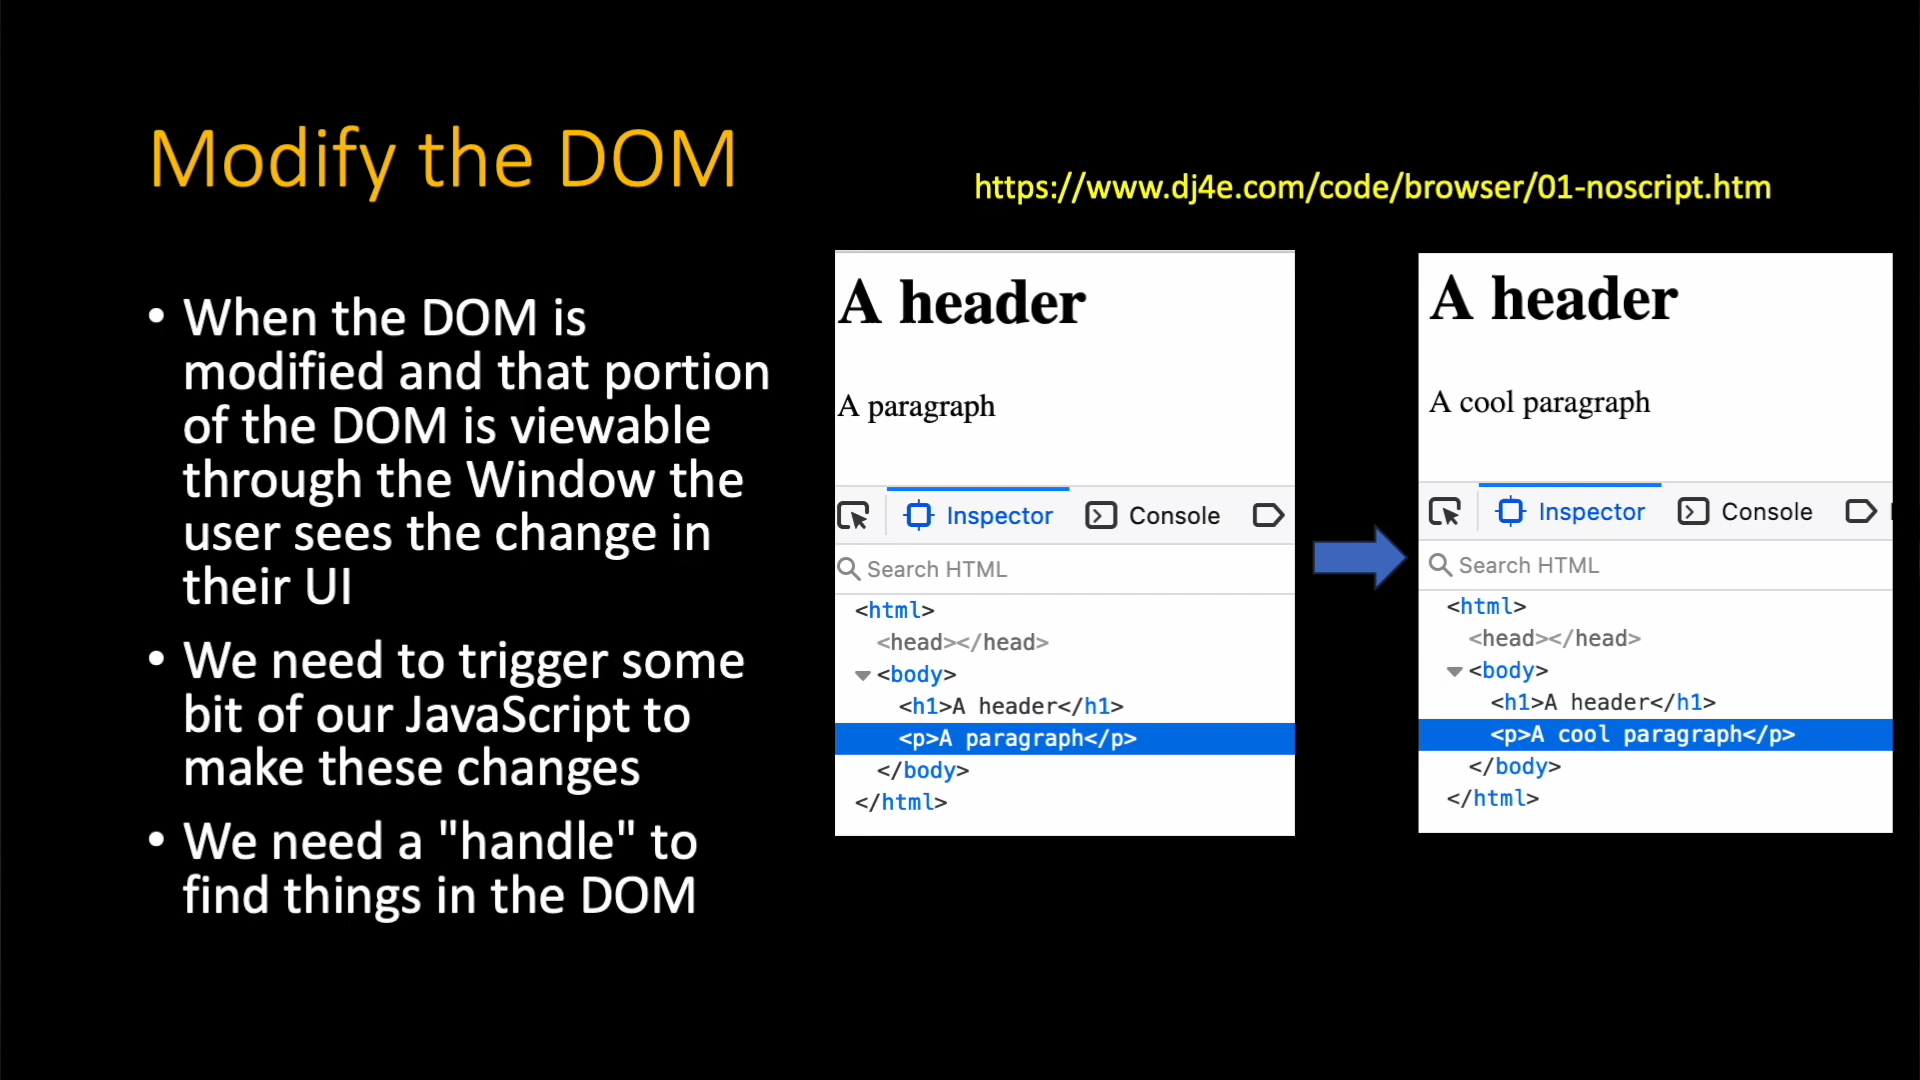 Modify the DOM
https://www.dj4e.com/code/browser/01-noscript.htm
• When the DOM is
modified and that portion
of the DOM is viewable
through the Window the
user sees the change in
their UI
• We need to trigger some
bit of our JavaScript to
make these changes
• We need a "handle" to
find things in the DOM
A header
A paragraph
Inspector Console
Search HTML
<html>
<head></head>
<body>
<h1>A header</h1>
<p>A paragraph</p>
</body>
</html>
A header
A cool paragraph
Inspector Console
Search HTML
<html>
<head></head>
<body>
<h1>A header</h1>
<p>A cool paragraph</p>
</body>
</html>